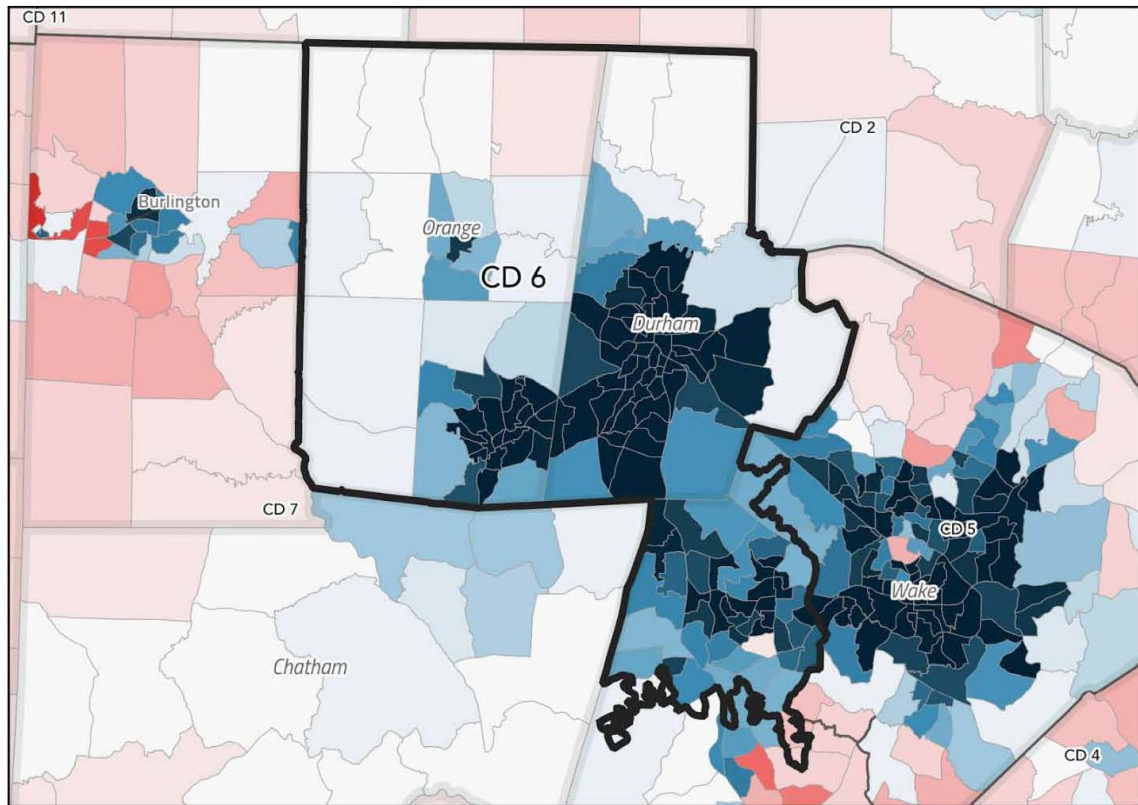 CD 11
CD 2
Burlington
Orange
CD 6
Durham
CD 7
CD 5
Wake
Chatham
CD 4